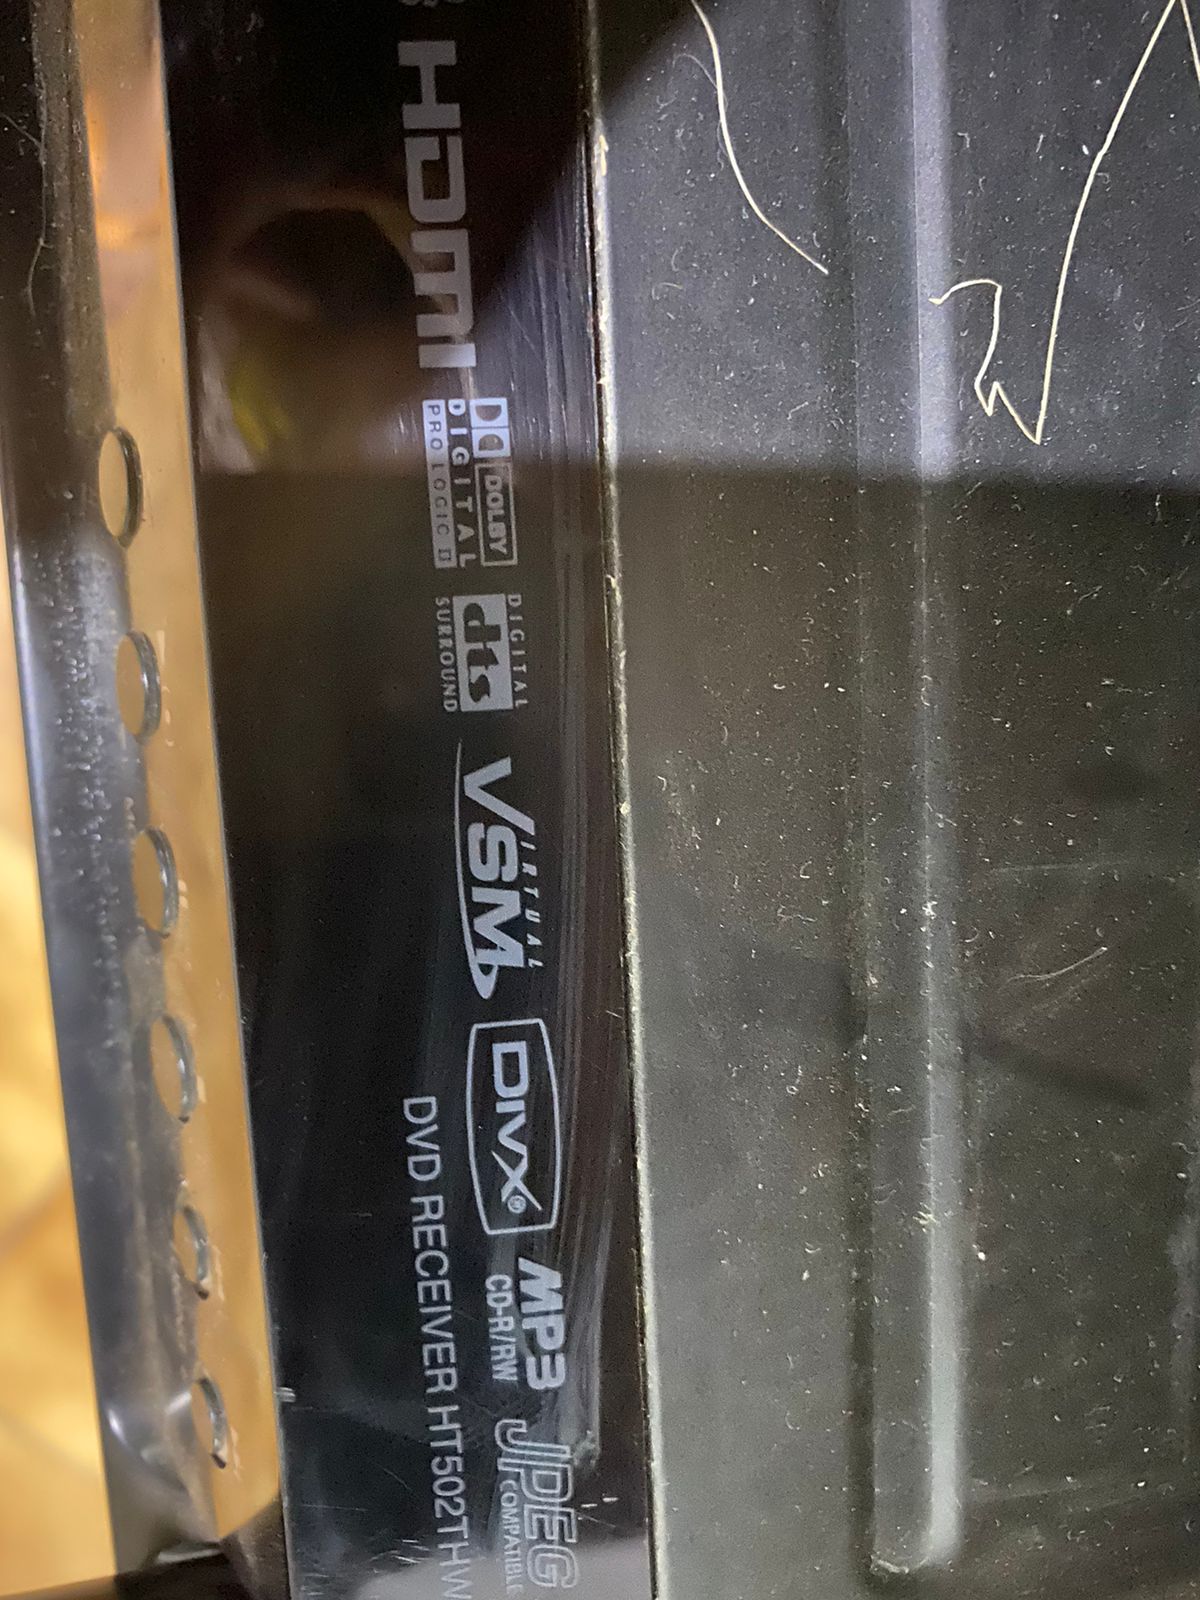 HDMI
DOLBY
DIGITAL
PRO LOGIC II
DIGITAL
dts
SURROUND
VIRTUAL
VSM
DIVX®
MP3
CD-R/RW
JPEG
COMPATIBLE
DVD RECEIVER HT502THW